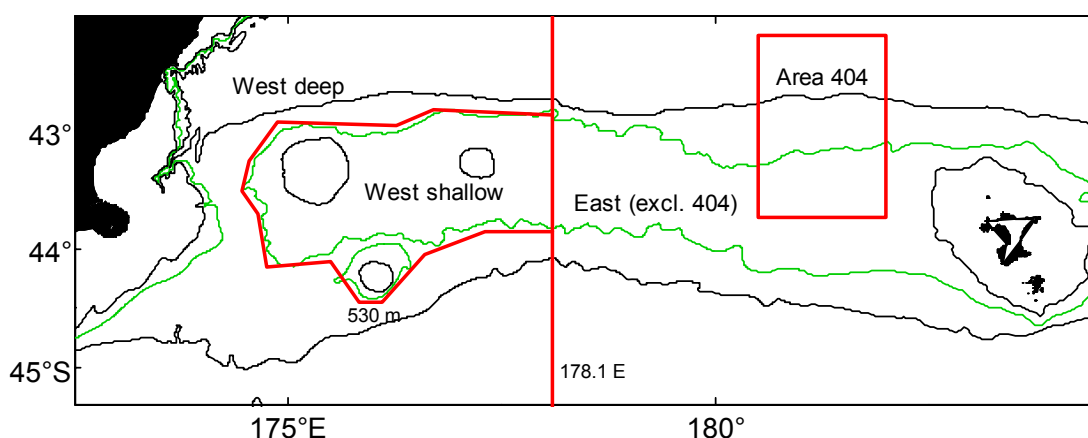 Area 404
West deep
43°
West shallow
East (excl. 404)
44°
530 m
45°S
178.1 E
175°E
180°